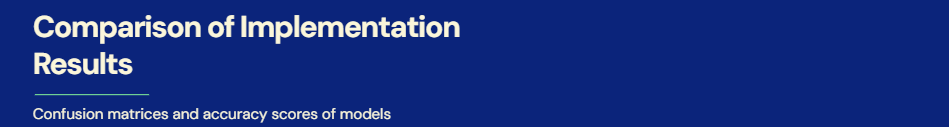 Comparison of Implementation
Results
Confusion matrices and accuracy scores of models